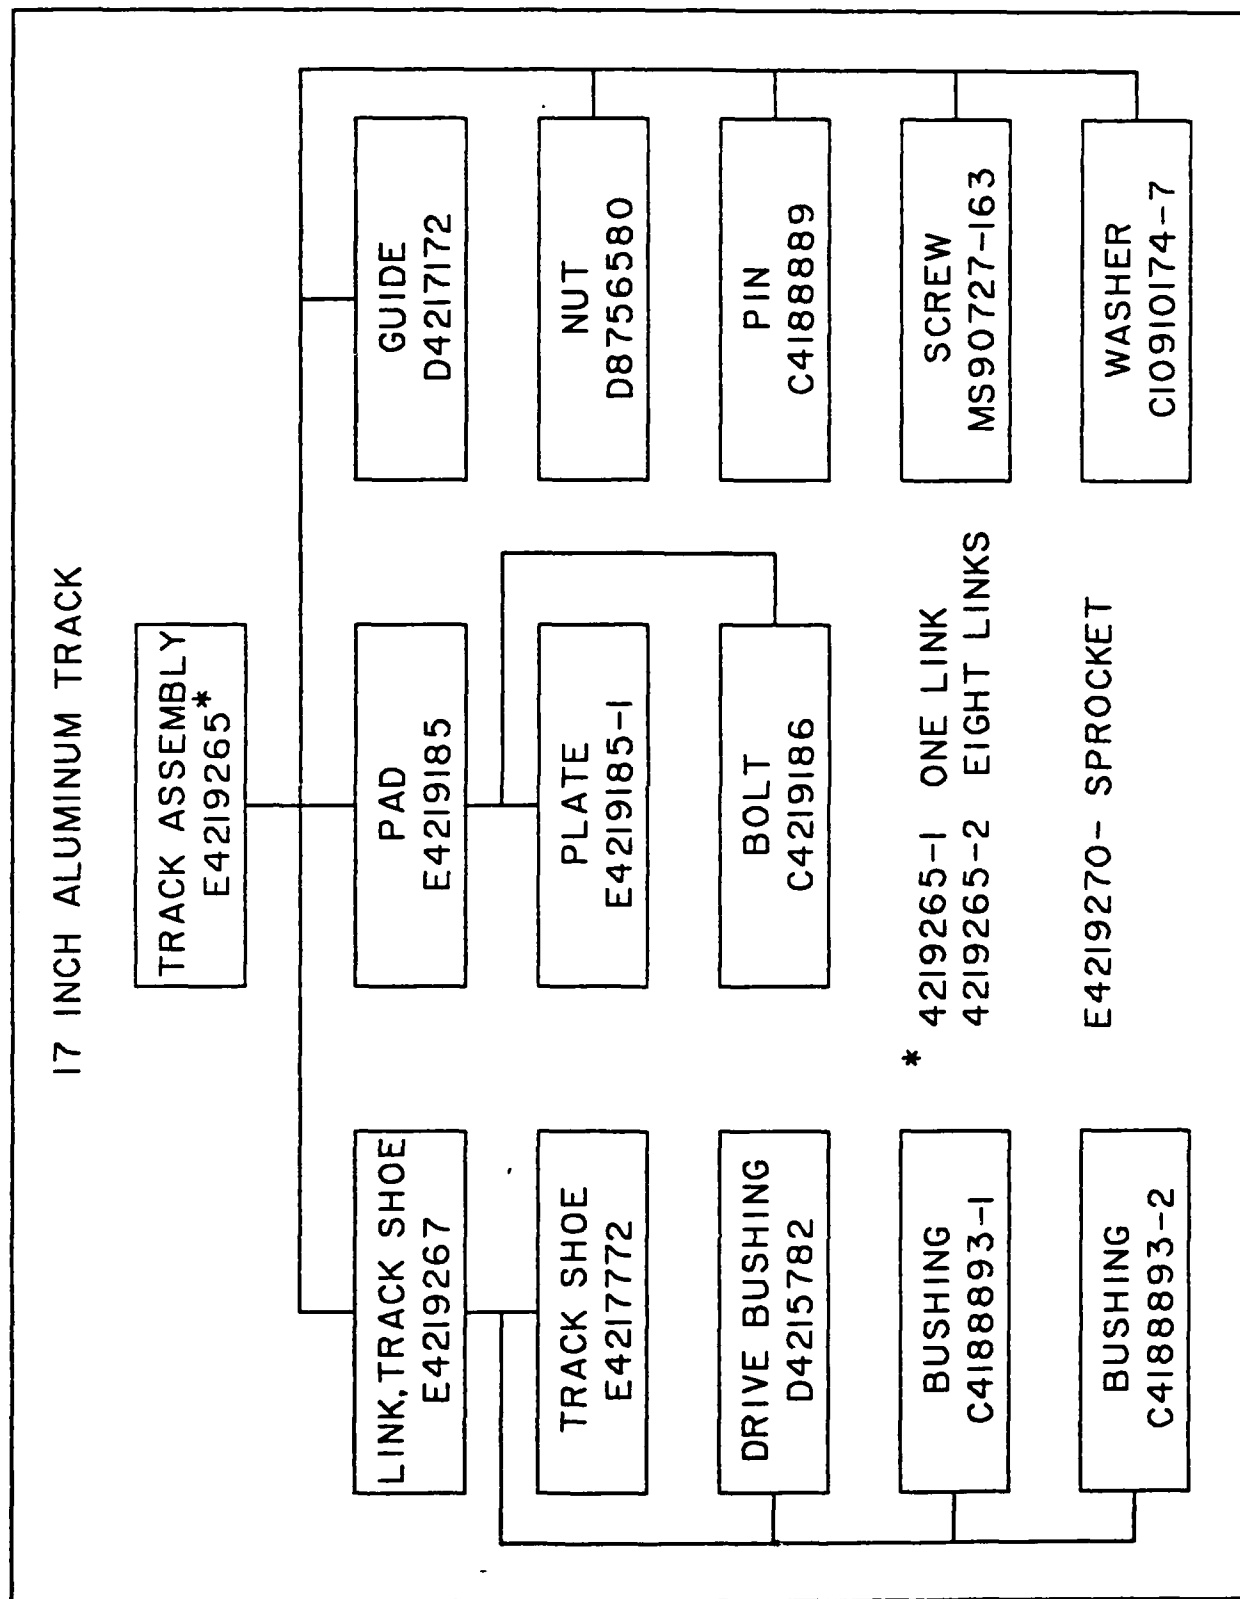 17 INCH ALUMINUM TRACK
TRACK ASSEMBLY
E4219265*
LINK, TRACK SHOE
E4219267
TRACK SHOE
E4217772
DRIVE BUSHING
D4215782
BUSHING
C4188893-1
BUSHING
C4188893-2
PAD
E4219185
PLATE
E4219185-1
BOLT
C4219186
* 4219265-1 ONE LINK
4219265-2 EIGHT LINKS
E4219270- SPROCKET
GUIDE
D4217172
NUT
D8756580
PIN
C4188889
SCREW
MS90727-163
WASHER
C10910174-7